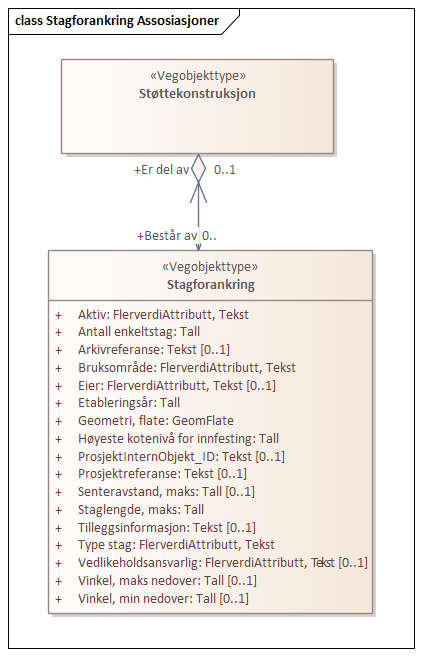 class Stagforankring Assosiasjoner
«Vegobjekttype»
Støttekonstruksjon
+Er del av 0..1
+Består av 0..
«Vegobjekttype»
Stagforankring
+ Aktiv: FlerverdiAttributt, Tekst
+ Antall enkeltstag: Tall
+ Arkivreferanse: Tekst [0..1]
+ Bruksområde: FlerverdiAttributt, Tekst
+ Eier: FlerverdiAttributt, Tekst [0..1]
+ Etableringsår: Tall
+ Geometri, flate: GeomFlate
+ Høyeste kotenivå for innfesting: Tall
+ ProsjektInternObjekt_ID: Tekst [0..1]
+ Prosjektreferanse: Tekst [0..1]
+ Senteravstand, maks: Tall [0..1]
+ Staglengde, maks: Tall
+ Tilleggsinformasjon: Tekst [0..1]
+ Type stag: FlerverdiAttributt, Tekst
+ Vedlikeholdsansvarlig: FlerverdiAttributt, Tekst [0..1]
+ Vinkel, maks nedover: Tall [0..1]
+ Vinkel, min nedover: Tall [0..1]